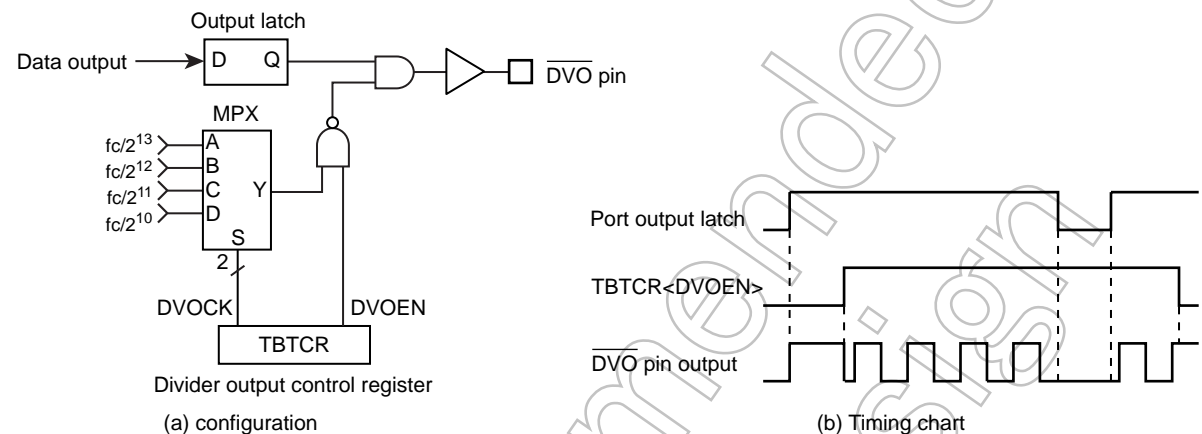 Output latch
Data output
D Q
DVO pin
MPX
fc/2^13
A
fc/2^12
B
fc/2^11
C
Y
fc/2^10
D
S
2
DVOCK
DVOEN
TBTCR
Divider output control register
(a) configuration
Port output latch
TBTCR<DVOEN>
DVO pin output
(b) Timing chart
mended
sign